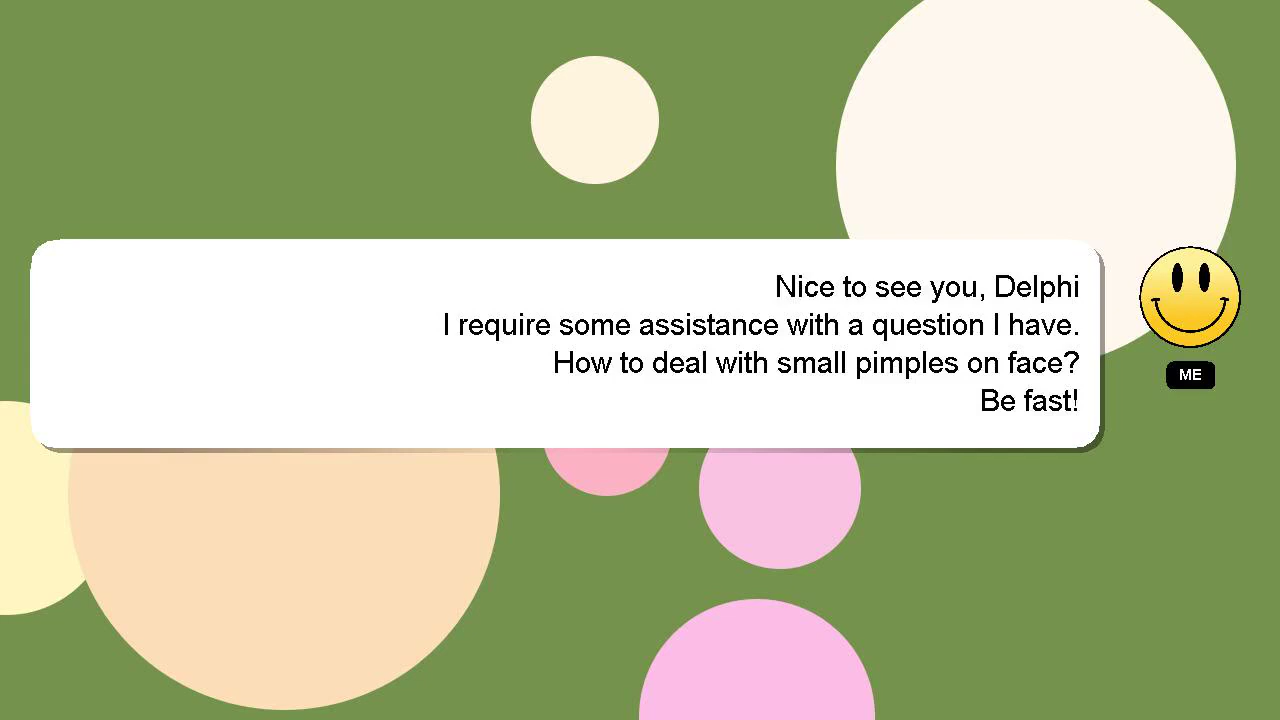 Nice to see you, Delphi
I require some assistance with a question I have.
How to deal with small pimples on face?
Be fast!
ME